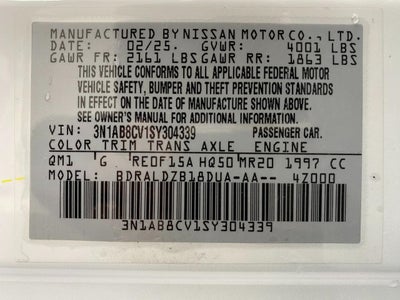 MANUFACTURED BY NISSAN MOTOR CO., LTD.
DATE: 02/25. GVWR: 4001 LBS
GAWR FR: 2161 LBS GAWR RR: 1863 LBS
THIS VEHICLE CONFORMS TO ALL APPLICABLE FEDERAL MOTOR
VEHICLE SAFETY, BUMPER AND THEFT PREVENTION STANDARDS
IN EFFECT ON THE DATE OF MANUFACTURE SHOWN ABOVE.
SEE OWNER'S MANUAL FOR ADDITIONAL INFORMATION.
VIN: 3N1AB8CV1SY304339 PASSENGER CAR.
COLOR TRIM TRANS AXLE ENGINE
QM1 G RE0F15A HQ50 MR20 1997 CC
MODEL: BDRALDZB18DUA-AA-- 4Z000
3N1AB8CV1SY304339